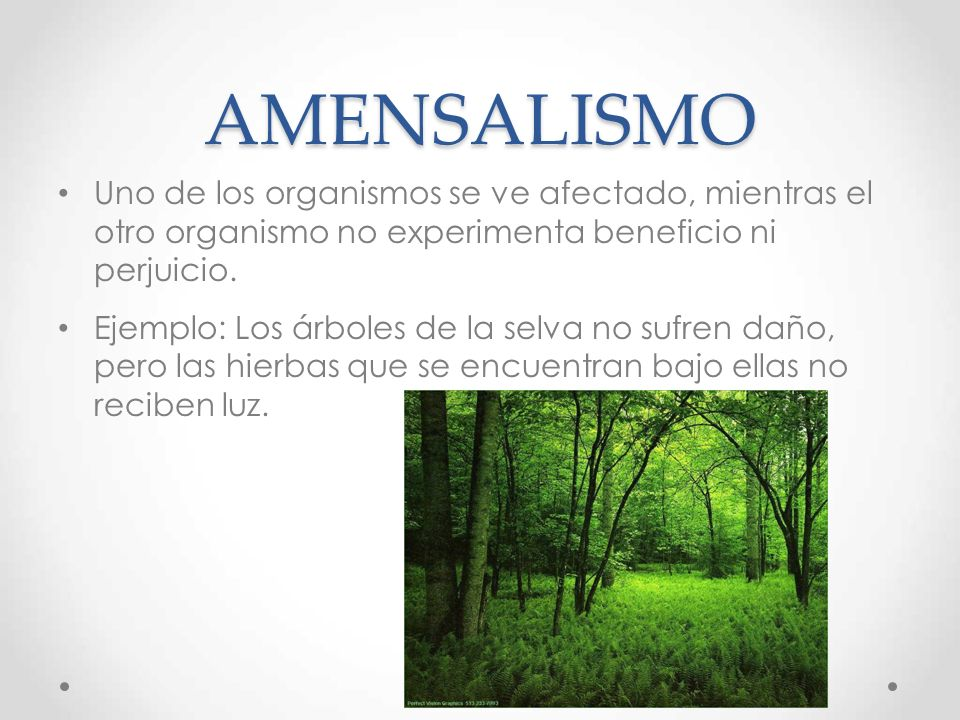 AMENSALISMO
• Uno de los organismos se ve afectado, mientras el
otro organismo no experimenta beneficio ni
perjuicio.
• Ejemplo: Los árboles de la selva no sufren daño,
pero las hierbas que se encuentran bajo ellas no
reciben luz.
Perfect Vision Graphics